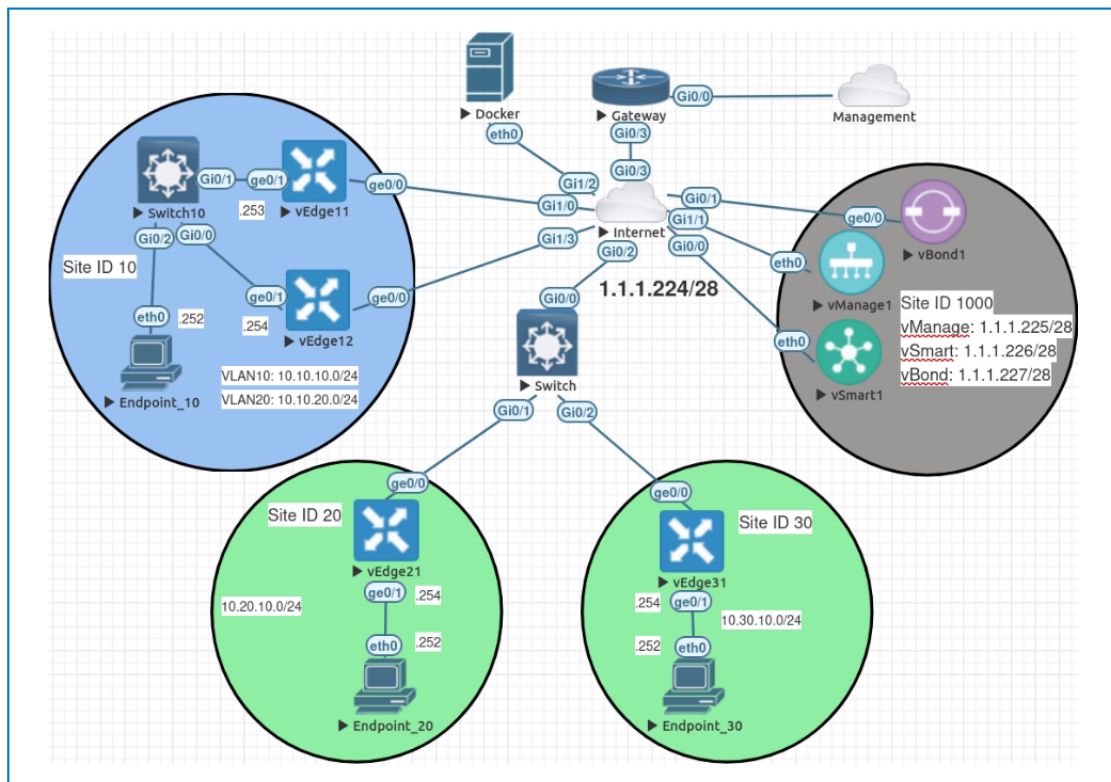 Docker
Gateway
Management
Gi0/0
eth0
Gi0/3
Gi0/3
Gi0/1
ge0/1
ge0/0
Gi1/2
Gi1/0
Gi0/1
Gi1/1
ge0/0
Switch10
.253
vEdge11
Internet
vBond1
Gi0/2
Gi0/0
Gi1/3
Gi0/2
Gi0/0
eth0
Site ID 10
ge0/1
ge0/0
1.1.1.224/28
vManage1
Site ID 1000
eth0
.252
.254
Gi0/0
eth0
vManage: 1.1.1.225/28
vEdge12
vSmart: 1.1.1.226/28
VLAN10: 10.10.10.0/24
vBond: 1.1.1.227/28
Endpoint_10
VLAN20: 10.10.20.0/24
Switch
vSmart1
Gi0/1
Gi0/2
ge0/0
ge0/0
Site ID 20
Site ID 30
vEdge21
vEdge31
ge0/1
.254
.254
ge0/1
10.20.10.0/24
10.30.10.0/24
eth0
.252
.252
eth0
Endpoint_20
Endpoint_30